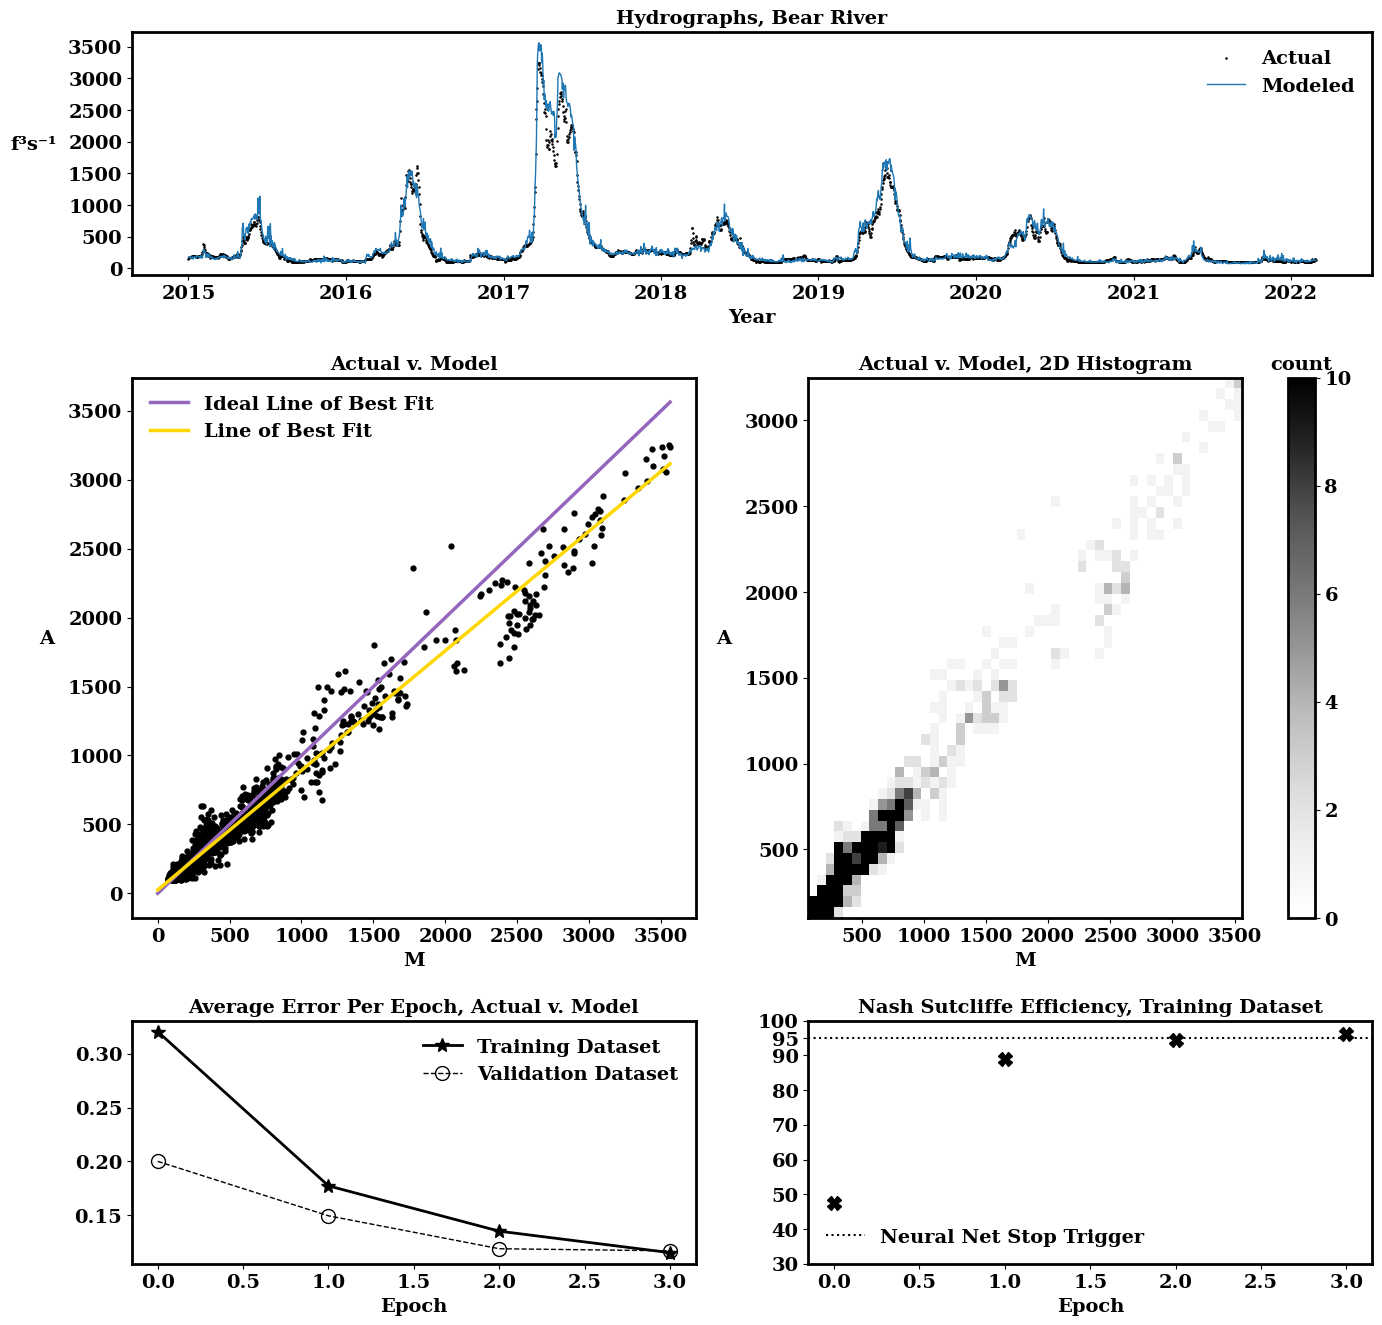 Hydrographs, Bear River
3500
3000
2500
2000
1500
1000
500
0
f³s⁻¹
Actual
Modeled
2015 2016 2017 2018 2019 2020 2021 2022
Year
Actual v. Model
3500
3000
2500
2000
1500
1000
500
0
A
Ideal Line of Best Fit
Line of Best Fit
0 500 1000 1500 2000 2500 3000 3500
M
Actual v. Model, 2D Histogram
3000
2500
2000
1500
1000
500
A
500 1000 1500 2000 2500 3000 3500
M
count
10
8
6
4
2
0
Average Error Per Epoch, Actual v. Model
0.30
0.25
0.20
0.15
Training Dataset
Validation Dataset
0.0 0.5 1.0 1.5 2.0 2.5 3.0
Epoch
Nash Sutcliffe Efficiency, Training Dataset
100
95
90
80
70
60
50
40
30
Neural Net Stop Trigger
0.0 0.5 1.0 1.5 2.0 2.5 3.0
Epoch